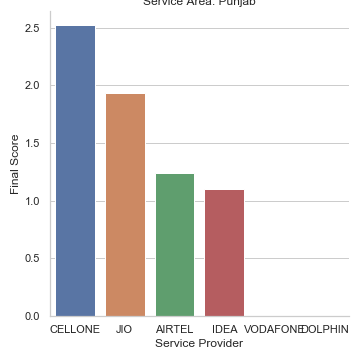 Service Area: Punjab
2.5
2.0
1.5
1.0
0.5
0.0
Final Score
CELLONE JIO AIRTEL IDEA VODAFONE DOLPHIN
Service Provider